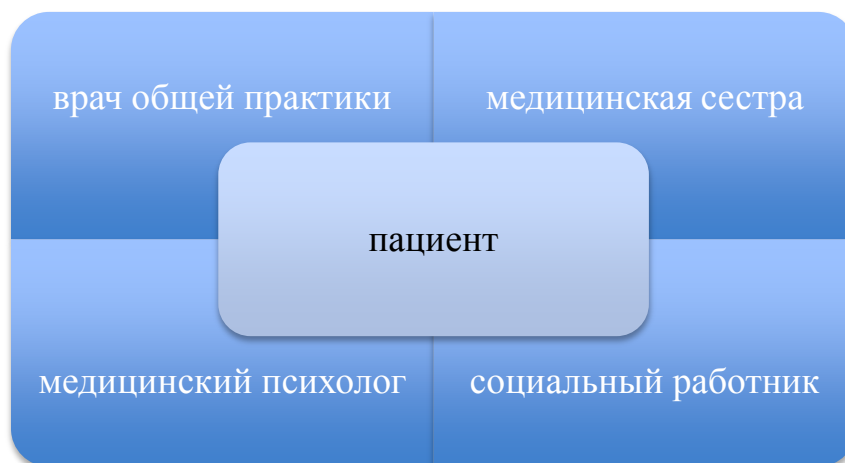 врач общей практики
медицинская сестра
пациент
медицинский психолог
социальный работник